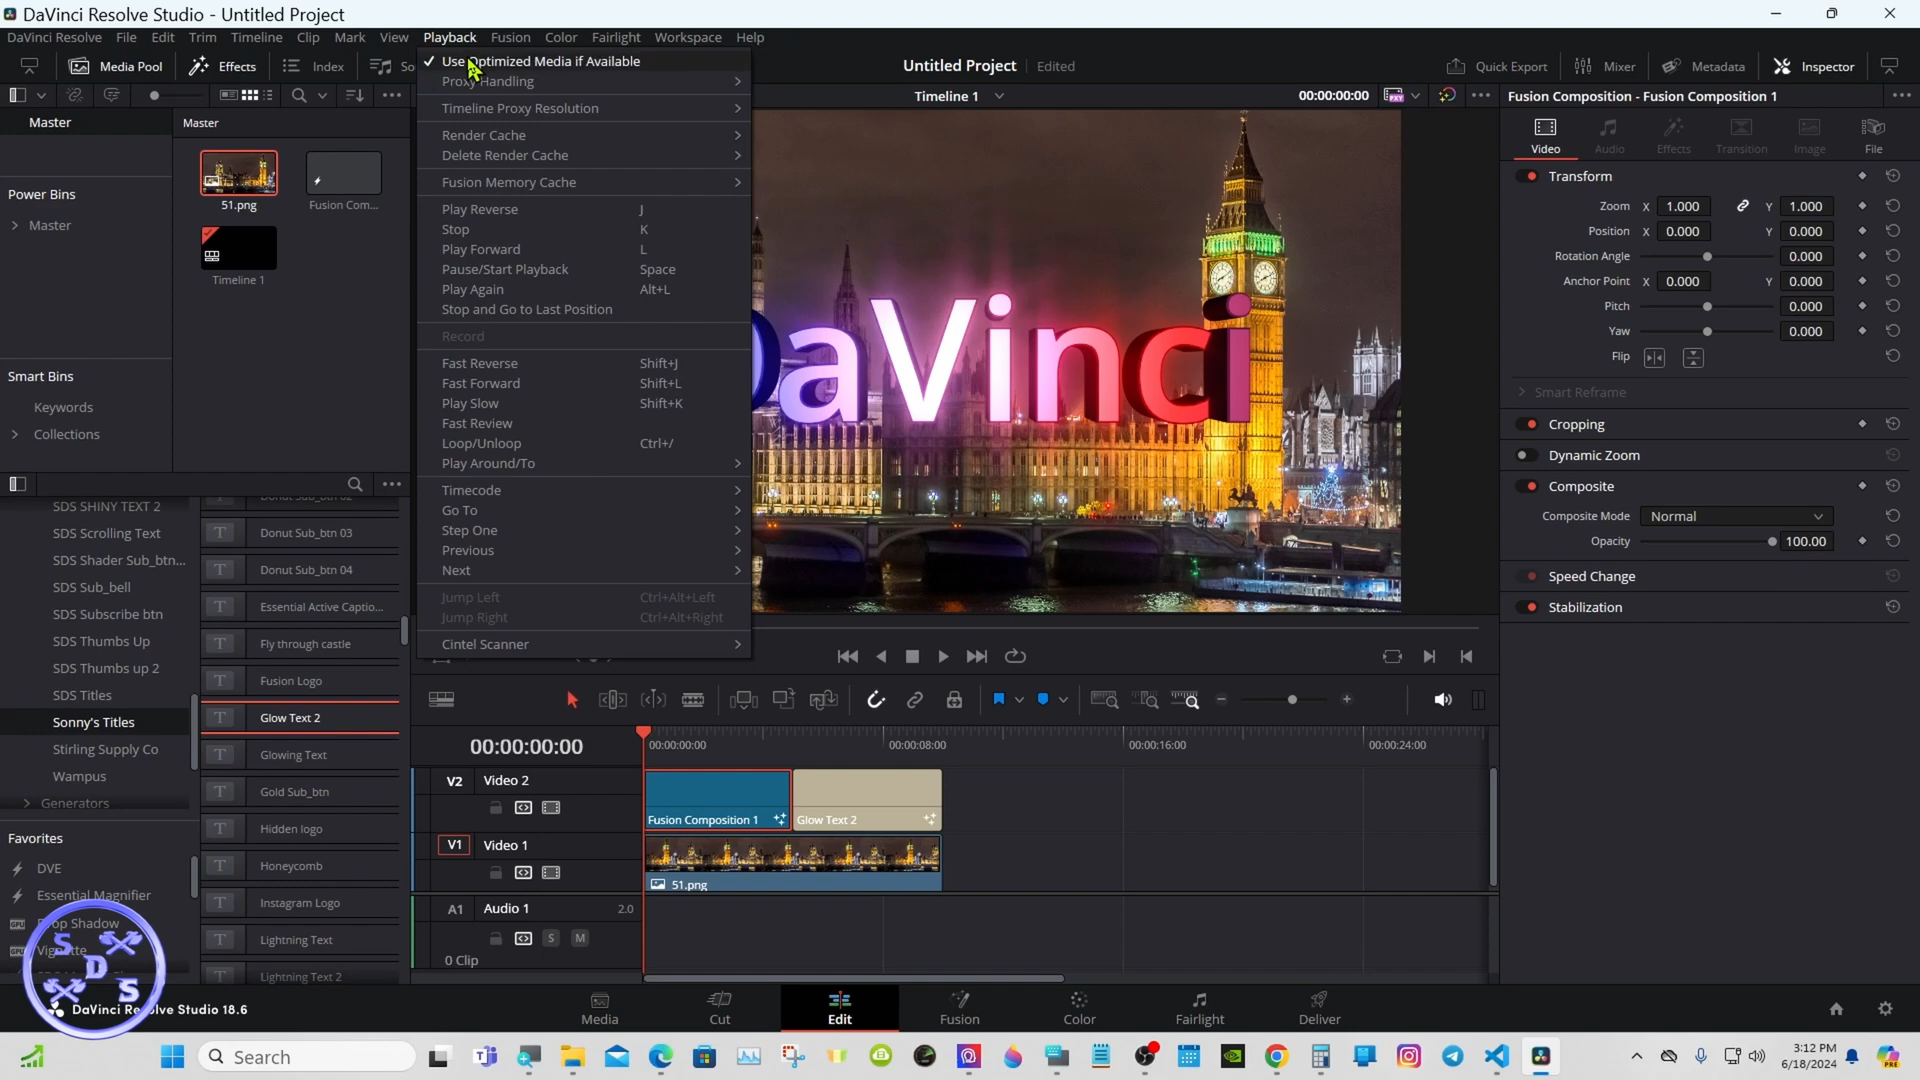 DaVinci Resolve Studio - Untitled Project
DaVinci Resolve File Edit Trim Timeline Clip Mark View Playback Fusion Color Fairlight Workspace Help
Media Pool Effects Index So
Untitled Project Edited
Quick Export Mixer Metadata Inspector
Timeline 1 00:00:00:00 PXY
Fusion Composition - Fusion Composition 1
Master
Power Bins
Master
Smart Bins
Keywords
Collections
Master
51.png Fusion Com...
Timeline 1
Use Optimized Media if Available
Proxy Handling
Timeline Proxy Resolution
Render Cache
Delete Render Cache
Fusion Memory Cache
Play Reverse J
Stop K
Play Forward L
Pause/Start Playback Space
Play Again Alt+L
Stop and Go to Last Position
Record
Fast Reverse Shift+J
Fast Forward Shift+L
Play Slow Shift+K
Fast Review
Loop/Unloop Ctrl+/
Play Around/To
Timecode
Go To
Step One
Previous
Next
Jump Left Ctrl+Alt+Left
Jump Right Ctrl+Alt+Right
Cintel Scanner
DaVinci
Video Audio Effects Transition Image File
Transform
Zoom X 1.000 Y 1.000
Position X 0.000 Y 0.000
Rotation Angle 0.000
Anchor Point X 0.000 Y 0.000
Pitch 0.000
Yaw 0.000
Flip
Smart Reframe
Cropping
Dynamic Zoom
Composite
Composite Mode Normal
Opacity 100.00
Speed Change
Stabilization
SDS SHINY TEXT 2
SDS Scrolling Text
SDS Shader Sub_btn...
SDS Sub_bell
SDS Subscribe btn
SDS Thumbs Up
SDS Thumbs up 2
SDS Titles
Sonny's Titles
Stirling Supply Co
Wampus
Generators
Favorites
DVE
Essential Magnifier
Drop Shadow
Vignette
Donut Sub_btn 02
Donut Sub_btn 03
Donut Sub_btn 04
Essential Active Captio...
Fly through castle
Fusion Logo
Glow Text 2
Glowing Text
Gold Sub_btn
Hidden logo
Honeycomb
Instagram Logo
Lightning Text
Lightning Text 2
00:00:00:00
00:00:00:00 00:00:08:00 00:00:16:00 00:00:24:00
V2 Video 2
Fusion Composition 1 Glow Text 2
V1 Video 1
51.png
A1 Audio 1 2.0
S M
0 Clip
S D S
DaVinci Resolve Studio 18.6
Media Cut Edit Fusion Color Fairlight Deliver
Search
3:12 PM
6/18/2024
PRE